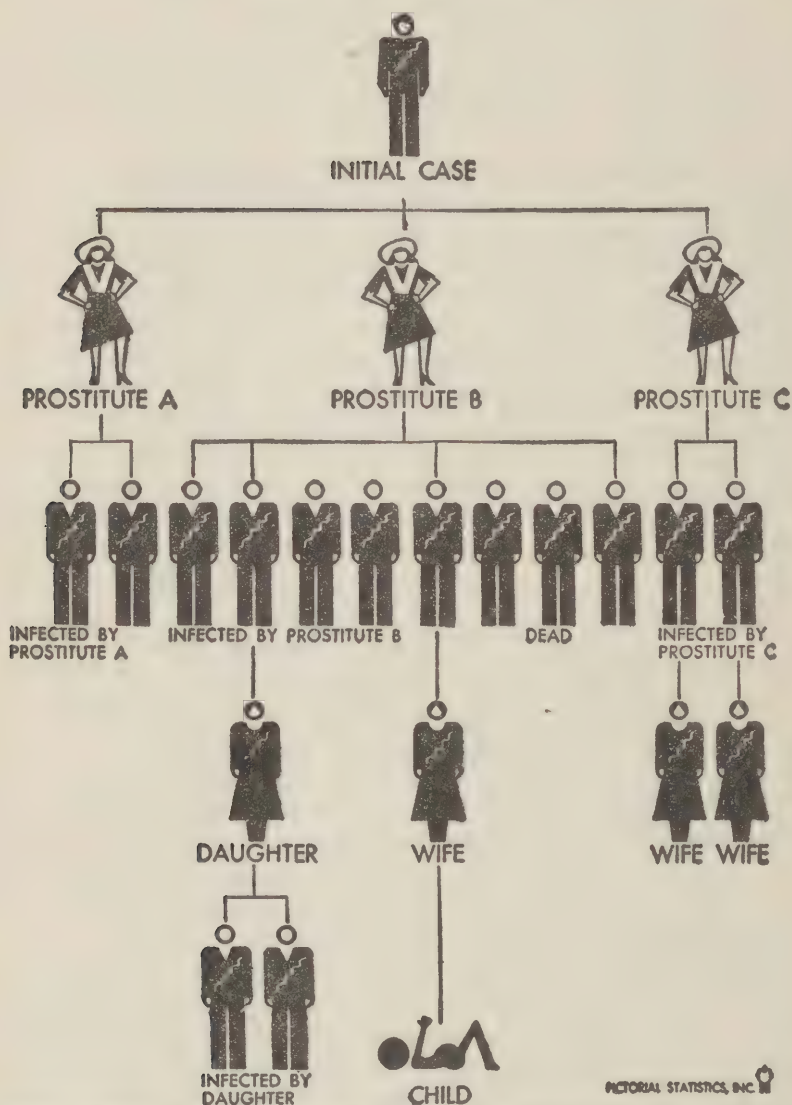 INITIAL CASE
PROSTITUTE A PROSTITUTE B PROSTITUTE C
INFECTED BY
PROSTITUTE A
INFECTED BY PROSTITUTE B
DEAD
INFECTED BY
PROSTITUTE C
DAUGHTER WIFE WIFE WIFE
INFECTED BY
DAUGHTER
CHILD
PICTORIAL STATISTICS, INC.